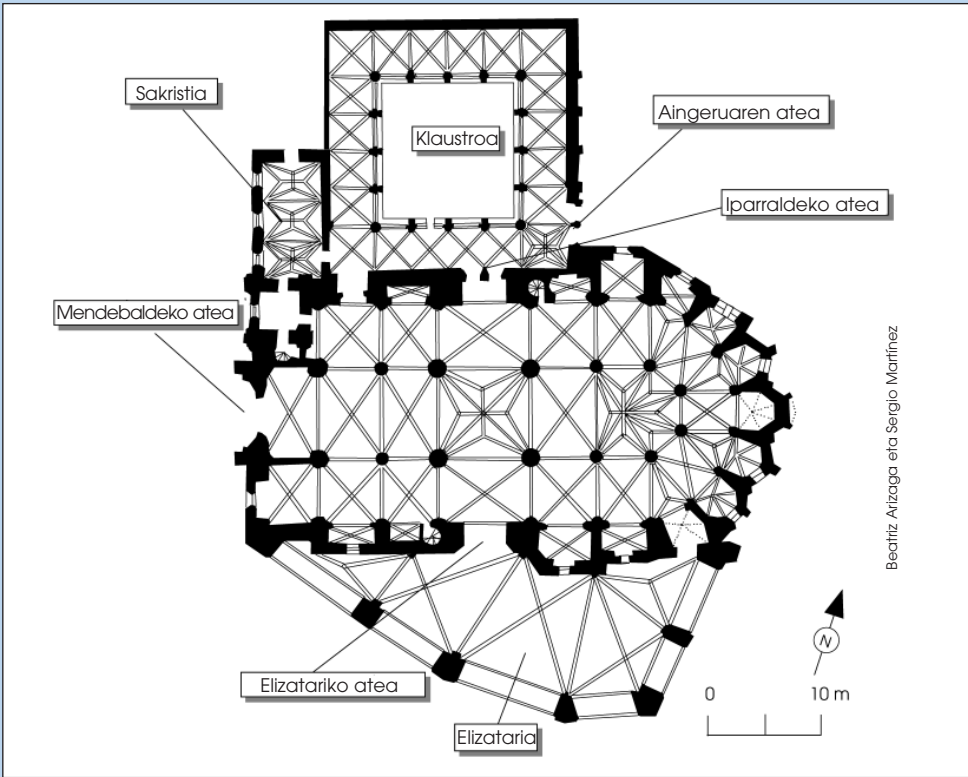 Sakristia
Klaustroa
Aingeruaren atea
Iparraldeko atea
Mendebaldeko atea
Beatriz Arizaga eta Sergio Martínez
Elizatariko atea
Elizataria
N
0 10 m